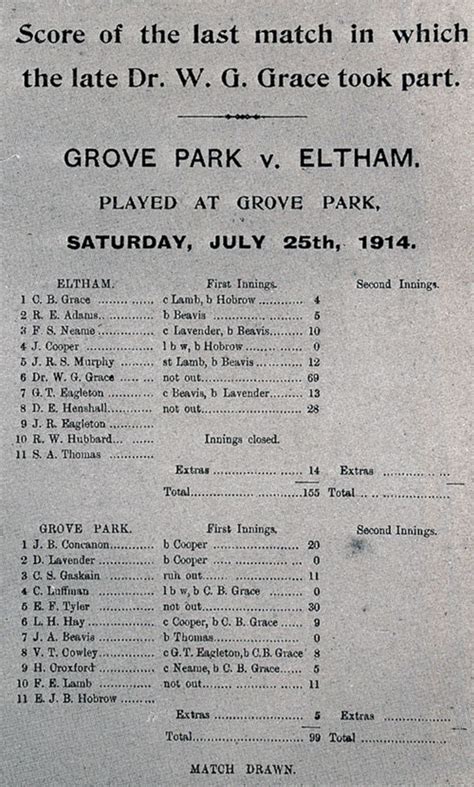 Score of the last match in which
the late Dr. W. G. Grace took part.
GROVE PARK v. ELTHAM.
PLAYED AT GROVE PARK,
SATURDAY, JULY 25th, 1914.
ELTHAM. First Innings. Second Innings.
1 C. B. Grace ............ c Lamb, b Hobrow ......... 4
2 R. E. Adams............ b Beavis ................... 5
3 F S. Neame ............ c Lavender, b Beavis....... 10
4 J. Cooper ............ l b w, b Hobrow ............ 0
5 J. R. S. Murphy ...... st Lamb, b Beavis........... 12
6 Dr. W. G. Grace ...... not out..................... 69
7 G. T. Eagleton ...... c Beavis, b Lavender........ 13
8 D. E. Henshall........ not out..................... 28
9 J. R. Eagleton.........
10 R. W. Hubbard... ...... Innings closed.
11 S. A. Thomas ............
Extras .................. 14 Extras ..................
Total..................155 Total ..................
GROVE PARK. First Innings. Second Innings.
1 J. B. Concanon............ b Cooper ..................... 20
2 D. Lavender ............... b Cooper ..................... 0
3 C. S. Gaskain ............ run out..................... 11
4 C. Luffman ............... l b w, b C. B. Grace ...... 0
5 E. F. Tyler ............... not out..................... 30
6 L. H. Hay .................. c Cooper, b C. B. Grace ...... 9
7 J. A. Beavis ............... b Thomas..................... 0
8 V. T. Cowley............... c G. T. Eagleton, b C. B. Grace 8
9 H. Croxford ............... c Neame, b C. B. Grace...... 5
10 F. E. Lamb ............... not out..................... 11
11 E. J. B. Hobrow .........
Extras .................. 5 Extras ..................
Total.................. 99 Total ..................
MATCH DRAWN.